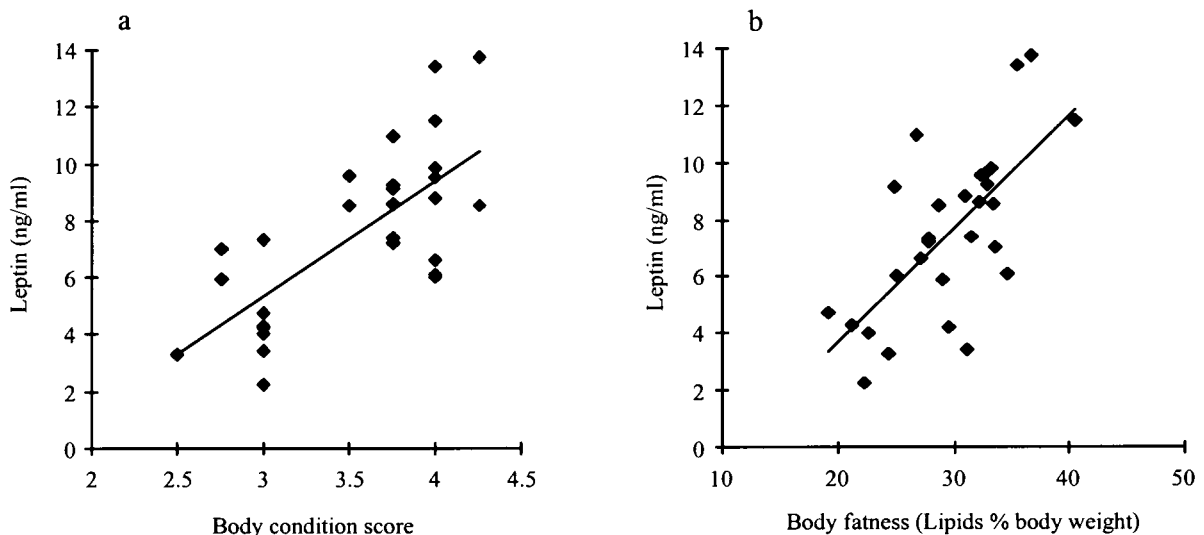 a
14
12
10
8
6
4
2
0
Leptin (ng/ml)
2 2.5 3 3.5 4 4.5
Body condition score
b
14
12
10
8
6
4
2
0
Leptin (ng/ml)
10 20 30 40 50
Body fatness (Lipids % body weight)